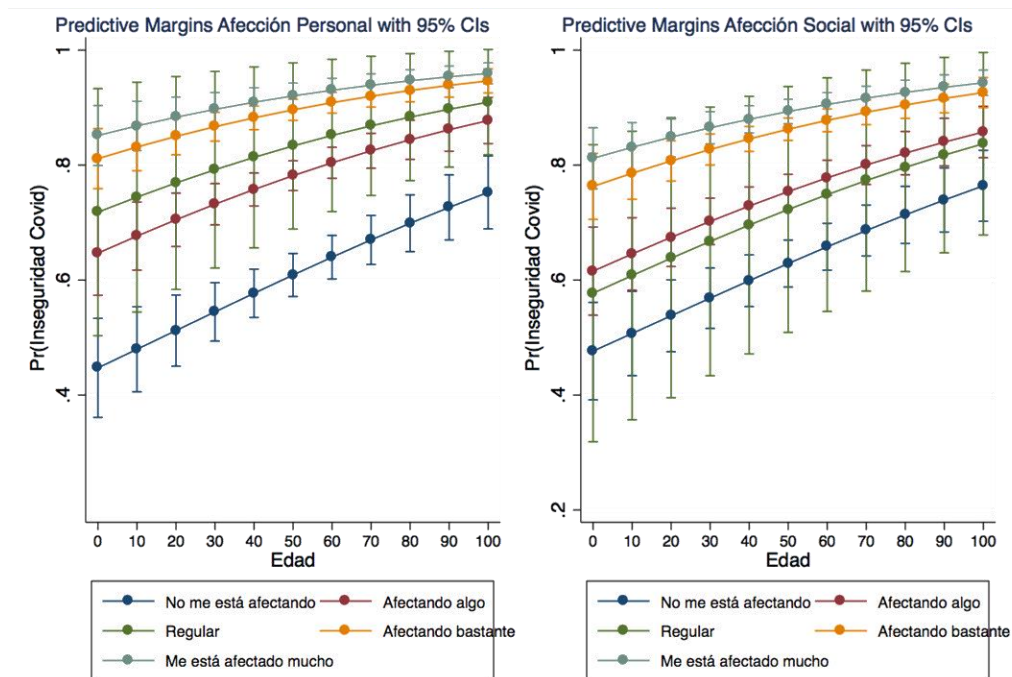 Predictive Margins Afección Personal with 95% CIs
1
.8
.6
.4
Pr(Inseguridad Covid)
0 10 20 30 40 50 60 70 80 90 100
Edad
No me está afectando Afectando algo
Regular Afectando bastante
Me está afectado mucho
Predictive Margins Afección Social with 95% CIs
1
.8
.6
.4
.2
Pr(Inseguridad Covid)
0 10 20 30 40 50 60 70 80 90 100
Edad
No me está afectando Afectando algo
Regular Afectando bastante
Me está afectado mucho